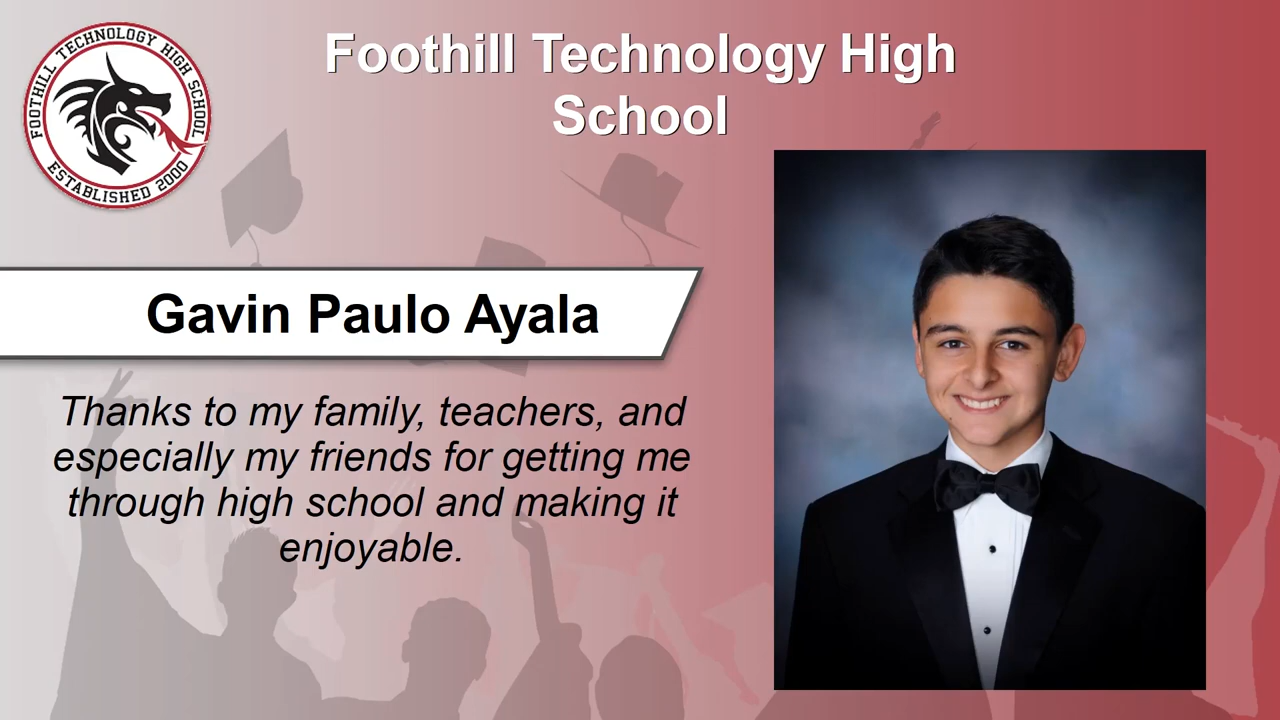 FOOTHILL TECHNOLOGY HIGH SCHOOL
ESTABLISHED 2000
Foothill Technology High
School
Gavin Paulo Ayala
Thanks to my family, teachers, and
especially my friends for getting me
through high school and making it
enjoyable.